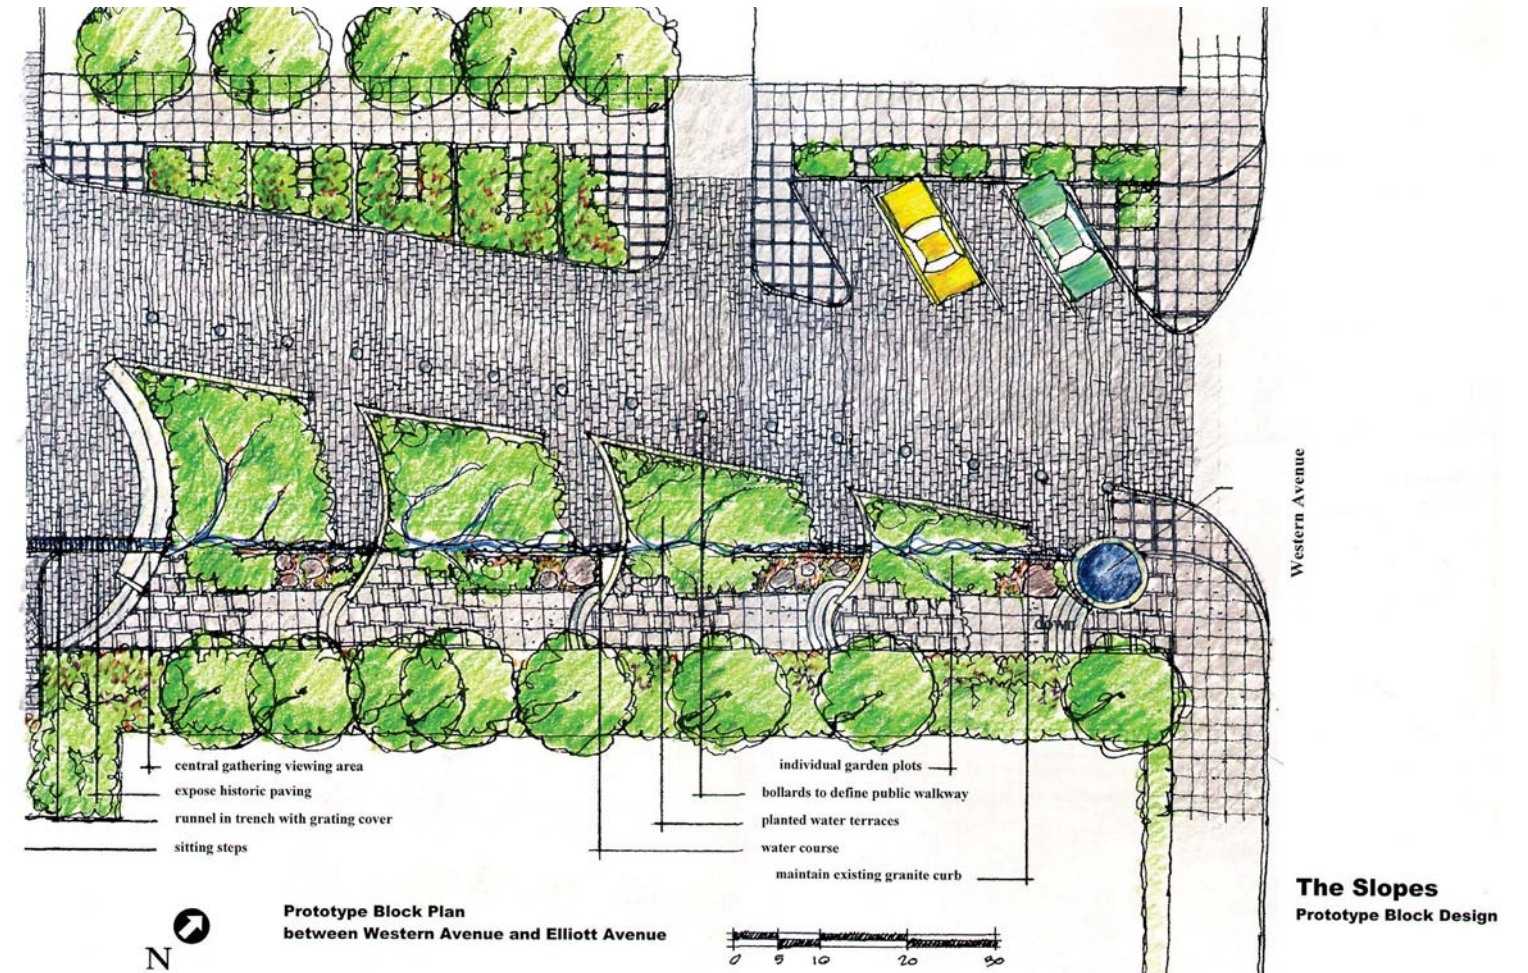 Western Avenue
down
central gathering viewing area
expose historic paving
runnel in trench with grating cover
sitting steps
individual garden plots
bollards to define public walkway
planted water terraces
water course
maintain existing granite curb
The Slopes
Prototype Block Design
N
Prototype Block Plan
between Western Avenue and Elliott Avenue
0 5 10 20 30